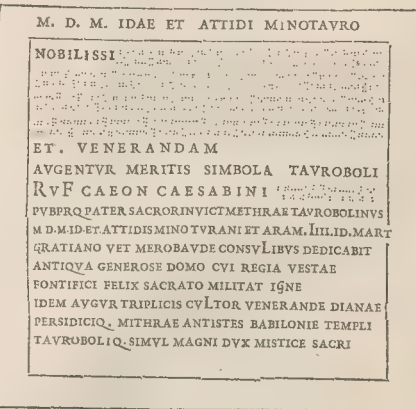 M. D. M. IDAE ET ATTIDI MINOTAVRO
NOBILISSI
ET. VENERANDAM
AVGENTVR MERITIS SIMBOLA TAVROBOLI
RVF CAEON CAESABINI
PVBPRQ PATER SACRORINVICTMETHRAE TAVROBOLINVS
M D.M.ID.ET.ATTIDISMINO TVRANI ET ARAM. IIII.ID.MART
GRATIANO VET MEROBAVDE CONSVLIBVS DEDICABIT
ANTIQVA GENEROSE DOMO CVI REGIA VESTAE
PONTIFICI FELIX SACRATO MILITAT IGNE
IDEM AVGVR TRIPLICIS CVLTOR VENERANDE DIANAE
PERSIDICIQ. MITHRAE ANTISTES BABILONIE TEMPLI
TAVROBOLIQ. SIMVL MAGNI DVX MISTICE SACRI